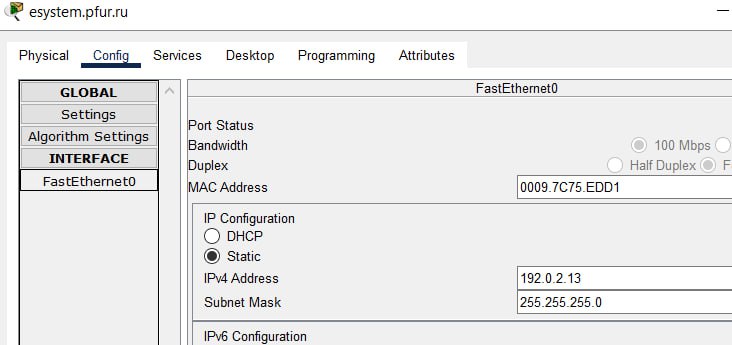 esystem.pfur.ru
Physical Config Services Desktop Programming Attributes
GLOBAL
Settings
Algorithm Settings
INTERFACE
FastEthernet0
FastEthernet0
Port Status
Bandwidth 100 Mbps
Duplex Half Duplex F
MAC Address 0009.7C75.EDD1
IP Configuration
DHCP
Static
IPv4 Address 192.0.2.13
Subnet Mask 255.255.255.0
IPv6 Configuration